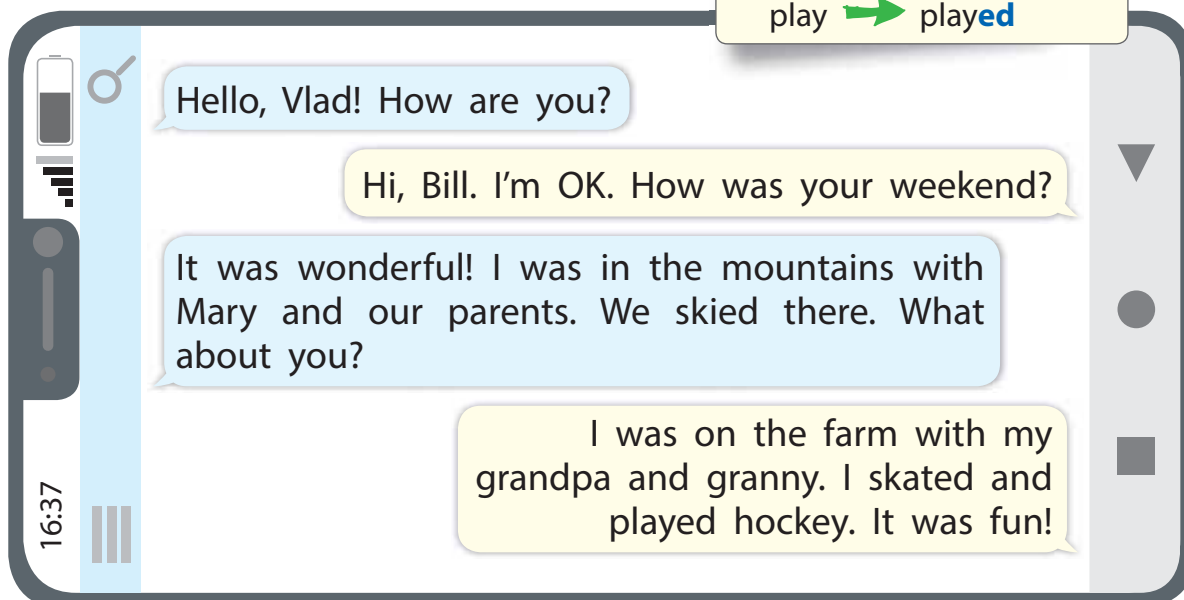 play played
Hello, Vlad! How are you?
Hi, Bill. I'm OK. How was your weekend?
It was wonderful! I was in the mountains with
Mary and our parents. We skied there. What
about you?
I was on the farm with my
grandpa and granny. I skated and
played hockey. It was fun!
16:37